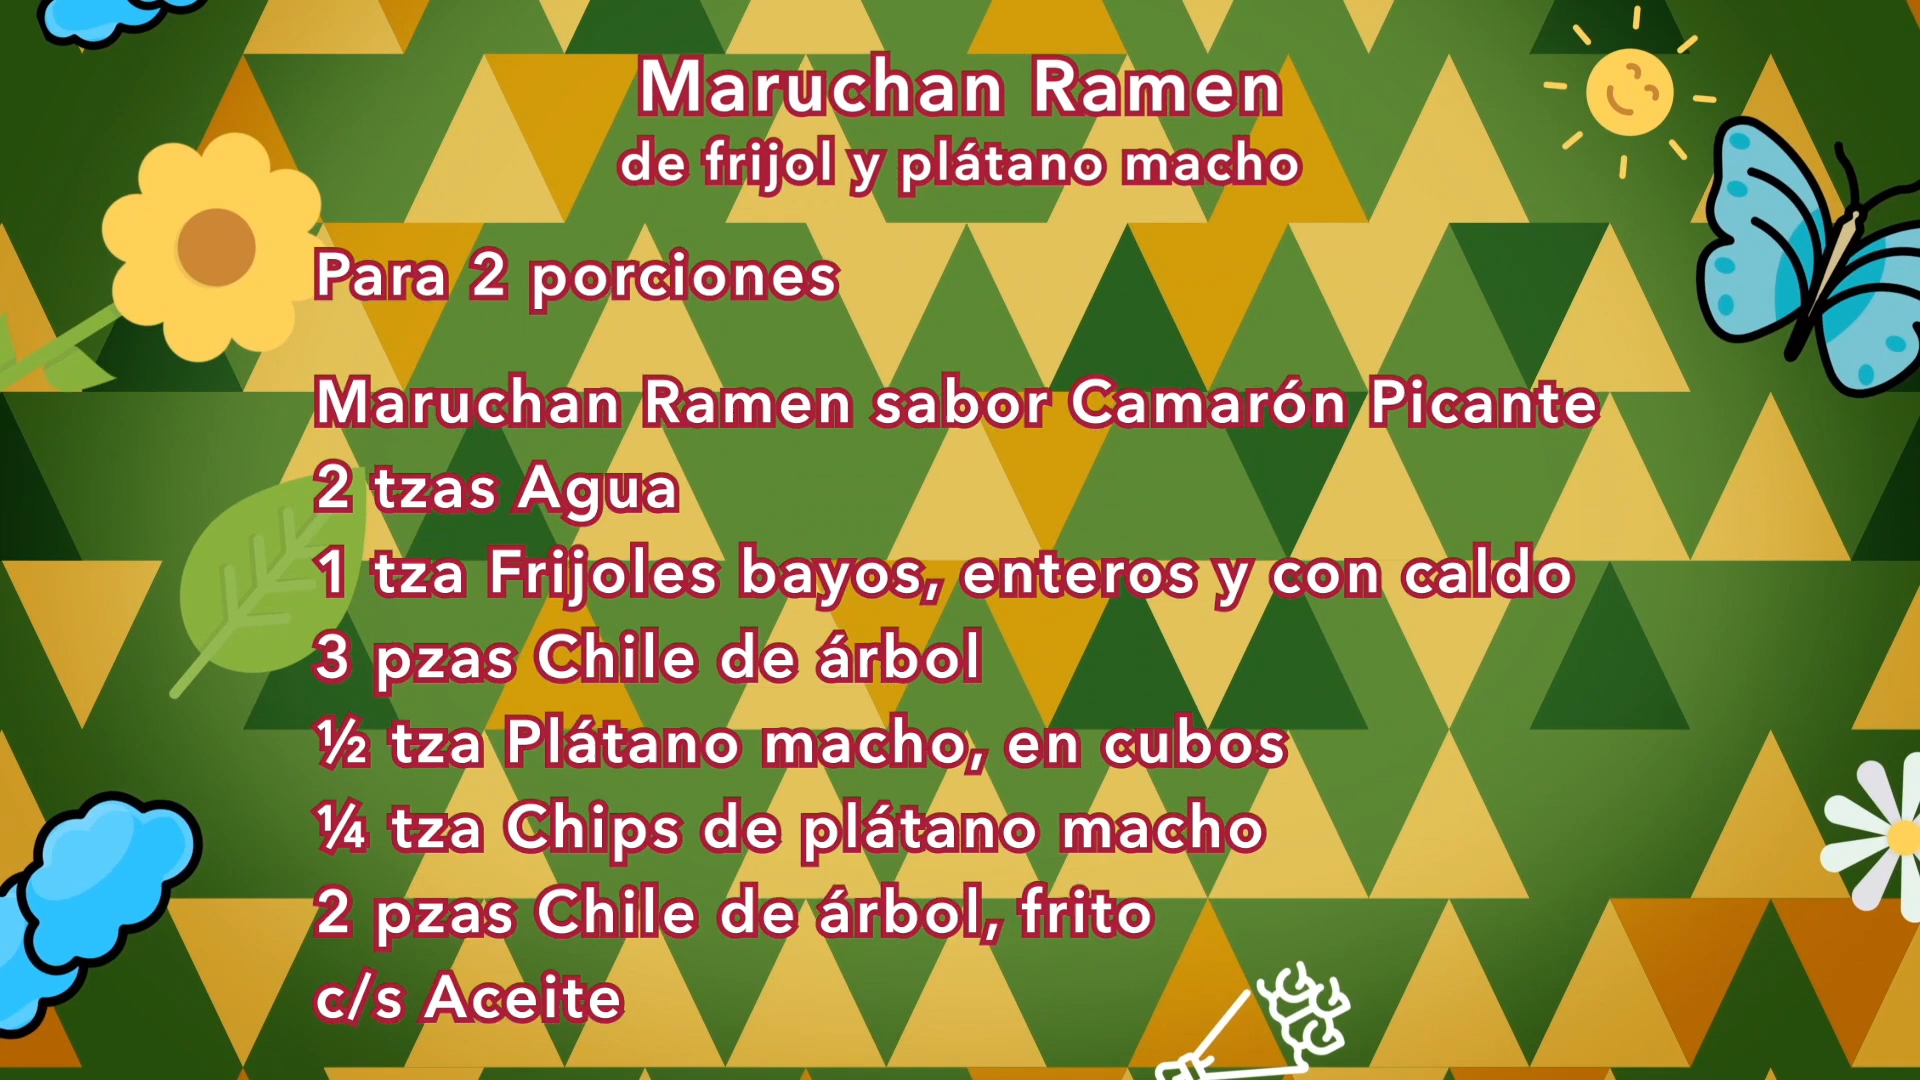 Maruchan Ramen
de frijol y plátano macho
Para 2 porciones
Maruchan Ramen sabor Camarón Picante
2 tzas Agua
1 tza Frijoles bayos, enteros y con caldo
3 pzas Chile de árbol
½ tza Plátano macho, en cubos
¼ tza Chips de plátano macho
2 pzas Chile de árbol, frito
c/s Aceite